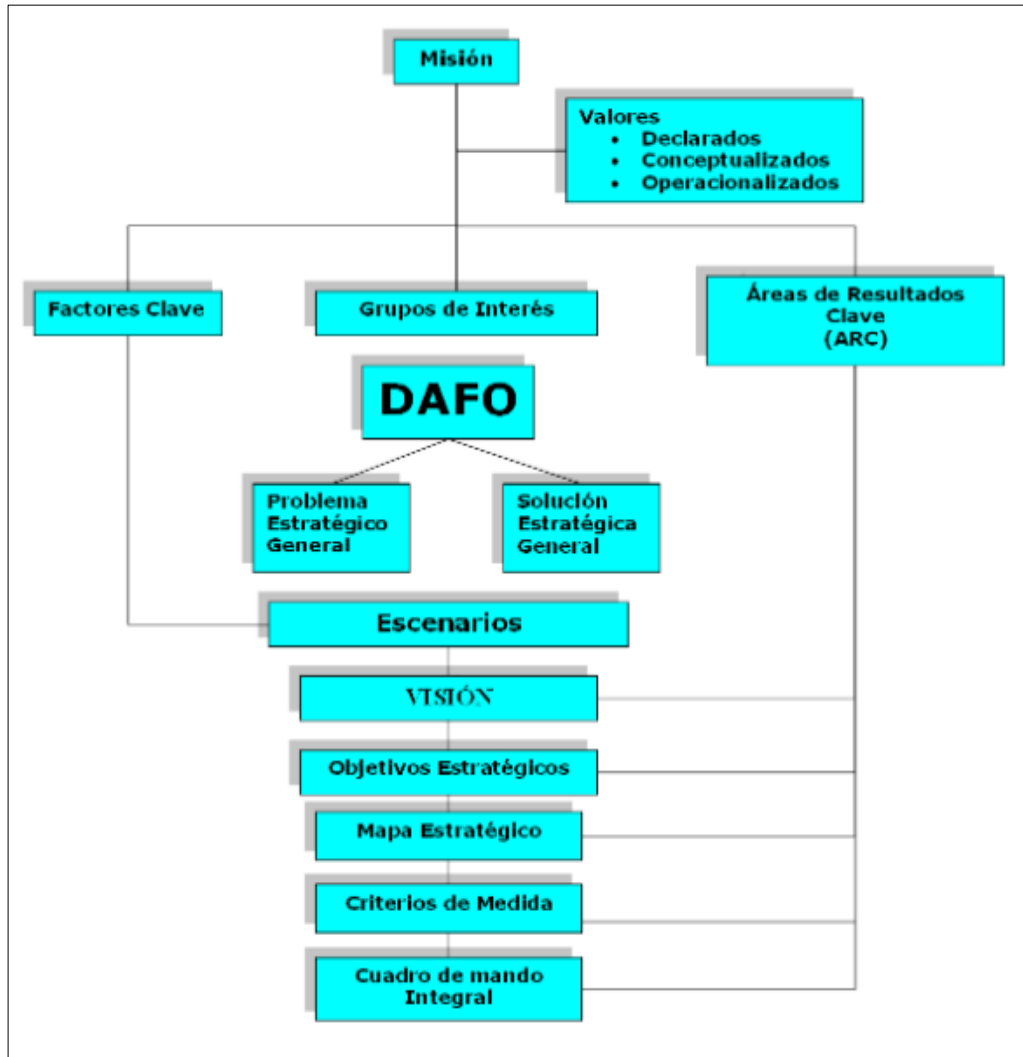 Misión
Valores
• Declarados
• Conceptualizados
• Operacionalizados
Factores Clave
Grupos de Interés
Áreas de Resultados
Clave
(ARC)
DAFO
Problema
Estratégico
General
Solución
Estratégica
General
Escenarios
VISIÓN
Objetivos Estratégicos
Mapa Estratégico
Criterios de Medida
Cuadro de mando
Integral